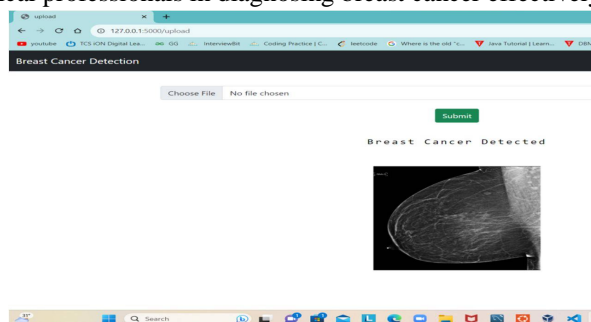 cal professionals in diagnosing breast cancer effectively
upload
127.0.0.1:5000/upload
youtube TCS iON Digital Lea... GG InterviewBit Coding Practice | C... leetcode Where is the old "c... Java Tutorial | Learn... DBM
Breast Cancer Detection
Choose File No file chosen
Submit
Breast Cancer Detected
Search